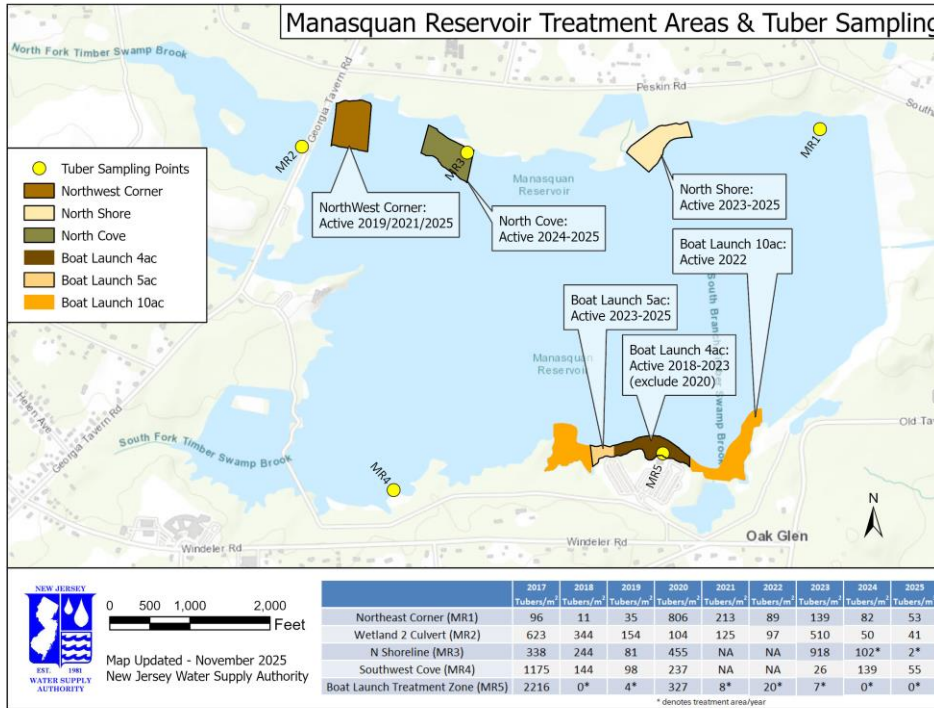 Manasquan Reservoir Treatment Areas & Tuber Sampling
North Fork Timber Swamp Brook
Georgia Tavern Rd
Peskin Rd
MR2
MR3
MR1
Tuber Sampling Points
Northwest Corner
North Shore
North Cove
Boat Launch 4ac
Boat Launch 5ac
Boat Launch 10ac
Manasquan
Reservoir
NorthWest Corner:
Active 2019/2021/2025
North Cove:
Active 2024-2025
North Shore:
Active 2023-2025
Boat Launch 10ac:
Active 2022
Boat Launch 5ac:
Active 2023-2025
Boat Launch 4ac:
Active 2018-2023
(exclude 2020)
Manasquan
Reservoir
South Branch
Swamp Brook
Helen Ave
Georgia Tavern Rd
South Fork Timber Swamp Brook
MR4
MR5
Old Ta
N
Oak Glen
Windeler Rd
Windeler Rd
NEW JERSEY
EST. 1981
WATER SUPPLY
AUTHORITY
0 500 1,000 2,000
Feet
Map Updated - November 2025
New Jersey Water Supply Authority
2017 2018 2019 2020 2021 2022 2023 2024 2025
Tubers/m² Tubers/m² Tubers/m² Tubers/m² Tubers/m² Tubers/m² Tubers/m² Tubers/m² Tubers/m²
Northeast Corner (MR1) 96 11 35 806 213 89 139 82 53
Wetland 2 Culvert (MR2) 623 344 154 104 125 97 510 50 41
N Shoreline (MR3) 338 244 81 455 NA NA 918 102* 2*
Southwest Cove (MR4) 1175 144 98 237 NA NA 26 139 55
Boat Launch Treatment Zone (MR5) 2216 0* 4* 327 8* 20* 7* 0* 0*
* denotes treatment area/year